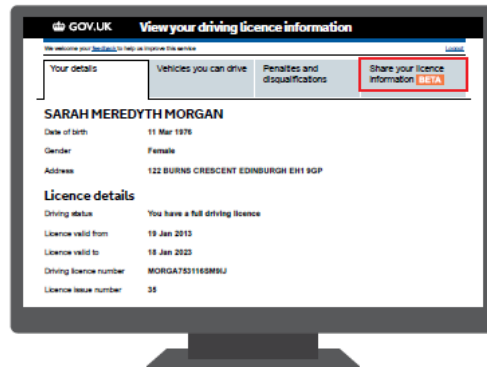 GOV.UK View your driving licence information
We welcome your feedback to help us improve this service Logout
Your details Vehicles you can drive Penalties and Share your licence
disqualifications information BETA
SARAH MEREDYTH MORGAN
Date of birth 11 Mar 1976
Gender Female
Address 122 BURNS CRESCENT EDINBURGH EH1 9GP
Licence details
Driving status You have a full driving licence
Licence valid from 19 Jan 2013
Licence valid to 18 Jan 2023
Driving licence number MORGA753116SM9IJ
Licence issue number 35